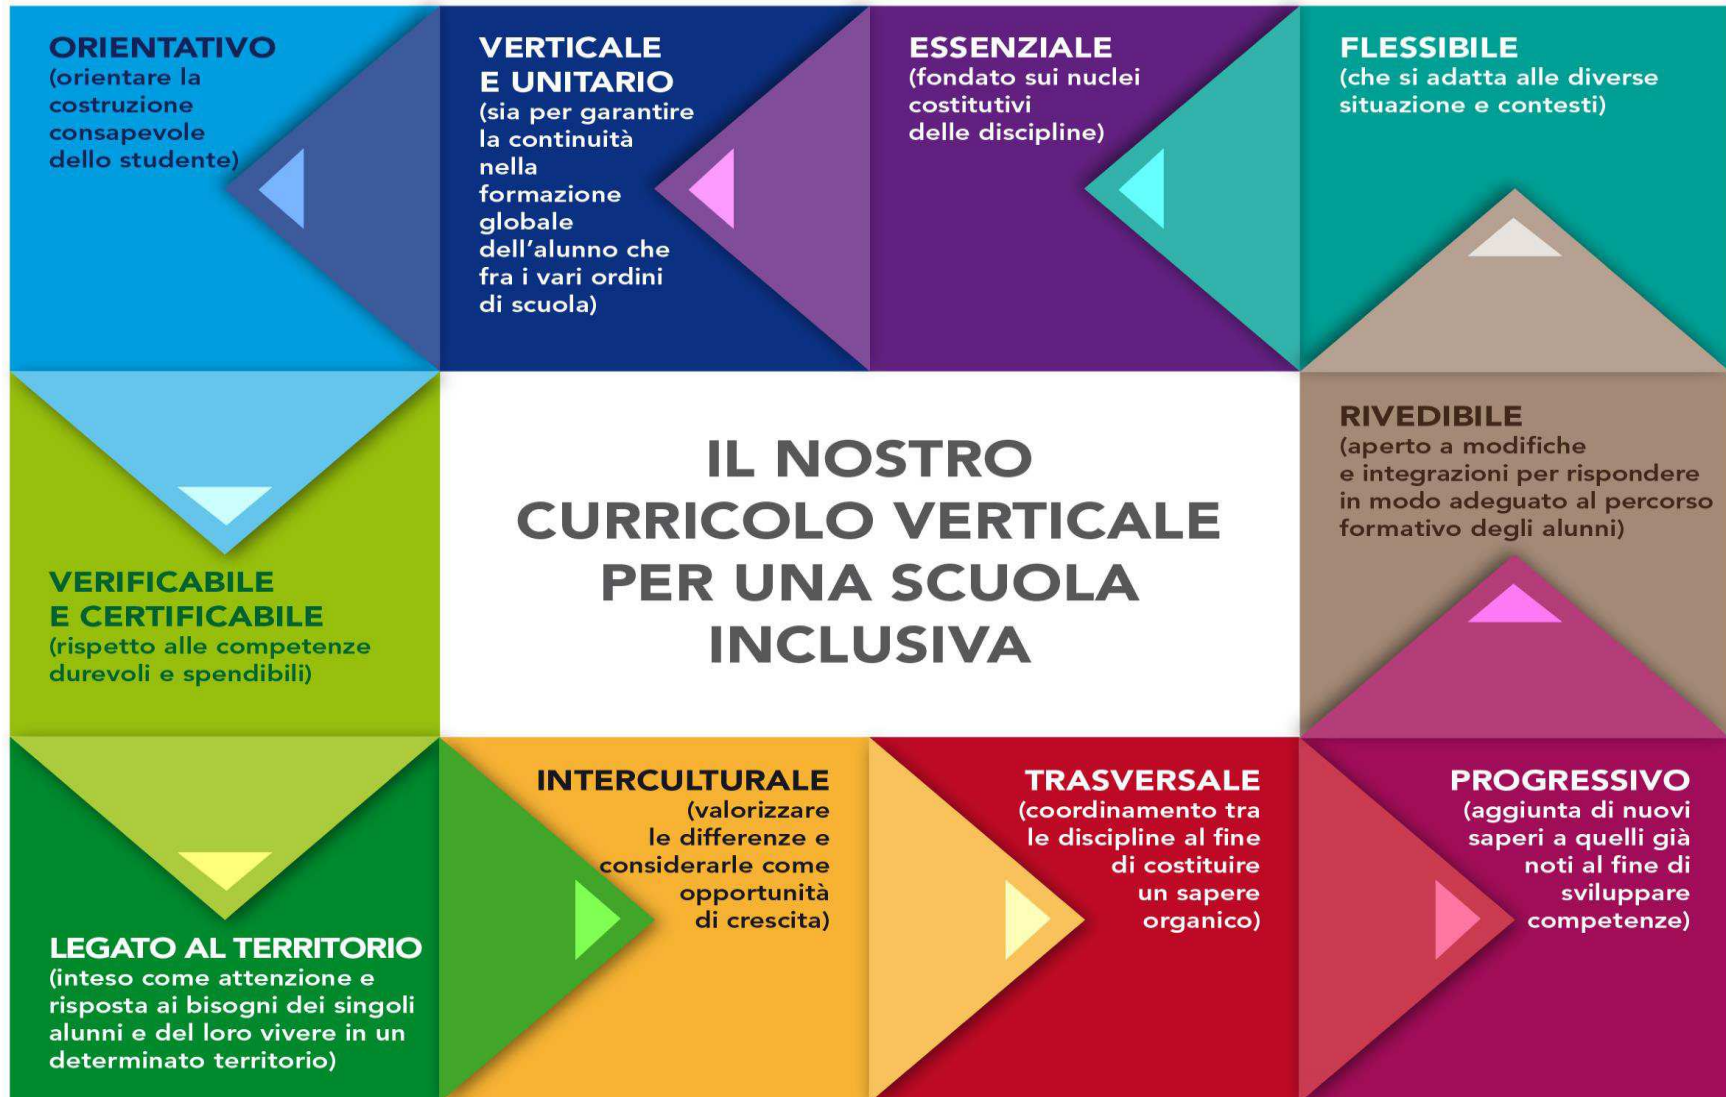 ORIENTATIVO
(orientare la
costruzione
consapevole
dello studente)
VERTICALE
E UNITARIO
(sia per garantire
la continuità
nella
formazione
globale
dell'alunno che
fra i vari ordini
di scuola)
ESSENZIALE
(fondato sui nuclei
costitutivi
delle discipline)
FLESSIBILE
(che si adatta alle diverse
situazione e contesti)
VERIFICABILE
E CERTIFICABILE
(rispetto alle competenze
durevoli e spendibili)
IL NOSTRO
CURRICOLO VERTICALE
PER UNA SCUOLA
INCLUSIVA
RIVEDIBILE
(aperto a modifiche
e integrazioni per rispondere
in modo adeguato al percorso
formativo degli alunni)
LEGATO AL TERRITORIO
(inteso come attenzione e
risposta ai bisogni dei singoli
alunni e del loro vivere in un
determinato territorio)
INTERCULTURALE
(valorizzare
le differenze e
considerarle come
opportunità
di crescita)
TRASVERSALE
(coordinamento tra
le discipline al fine
di costituire
un sapere
organico)
PROGRESSIVO
(aggiunta di nuovi
saperi a quelli già
noti al fine di
sviluppare
competenze)